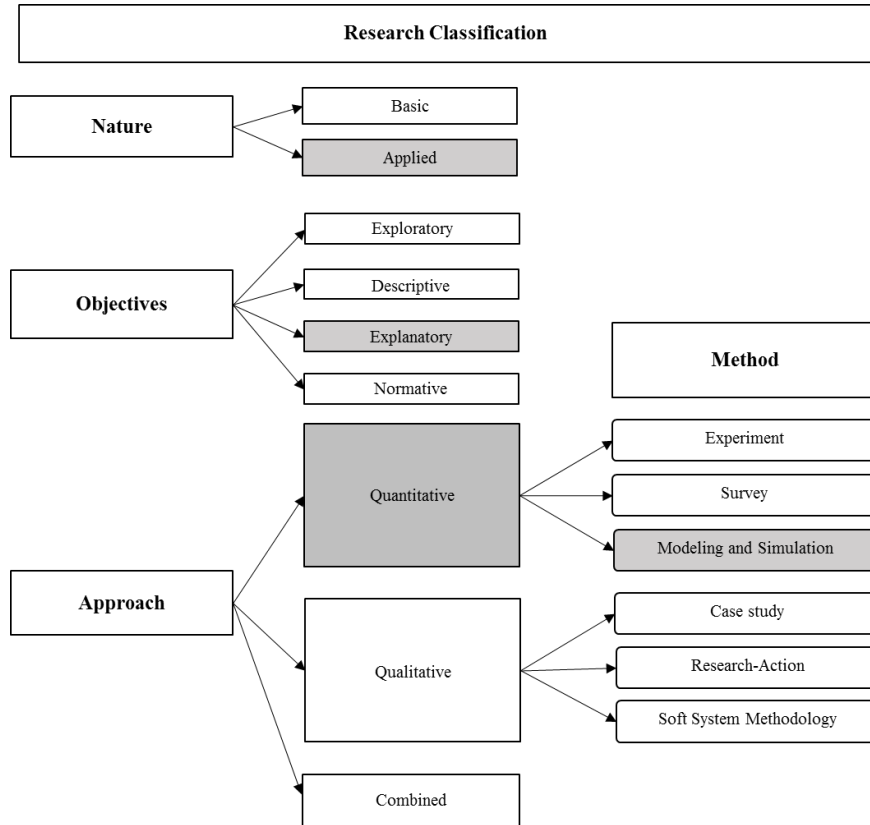 Research Classification
Nature
Basic
Applied
Objectives
Exploratory
Descriptive
Explanatory
Normative
Method
Approach
Quantitative
Experiment
Survey
Modeling and Simulation
Qualitative
Case study
Research-Action
Soft System Methodology
Combined